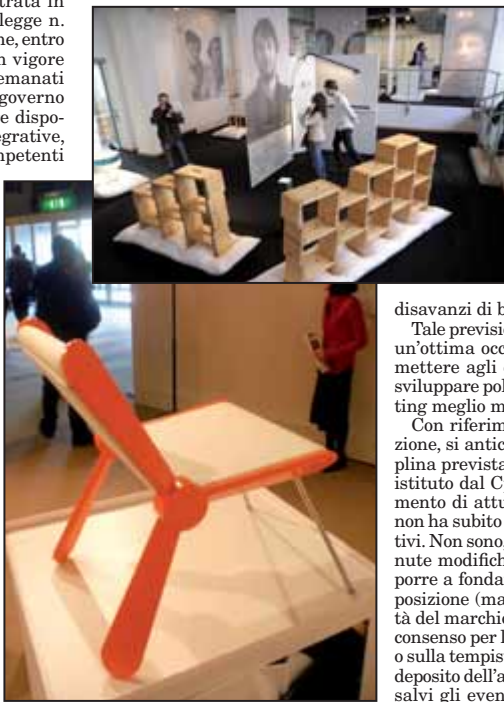 trata in
legge n.
ne, entro
n vigore
emanati
governo
e dispo-
egrative,
npetenti
disavanzi di b
Tale previsio
un'ottima occ
mettere agli
sviluppare pol
ting meglio m
Con riferim
zione, si antic
plina prevista
istituto dal C
mento di attu
non ha subito
tivi. Non sono,
nute modifich
porre a fonda
posizione (ma
tà del marchio
consenso per l
o sulla tempis
deposito dell'a
salvi gli even